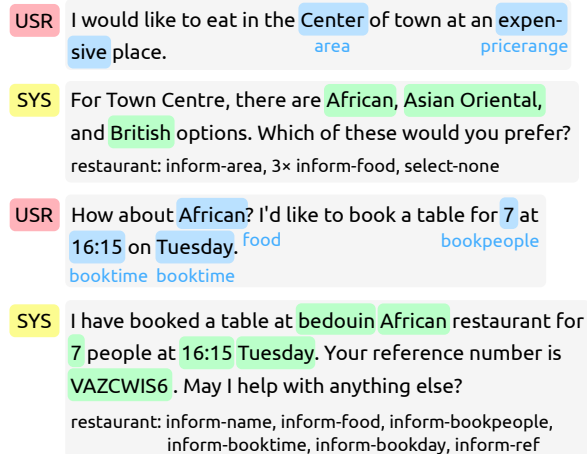 USR I would like to eat in the Center of town at an expen-
area pricerange
sive place.
SYS For Town Centre, there are African, Asian Oriental,
and British options. Which of these would you prefer?
restaurant: inform-area, 3× inform-food, select-none
USR How about African? I'd like to book a table for 7 at
food bookpeople
16:15 on Tuesday.
booktime booktime
SYS I have booked a table at bedouin African restaurant for
7 people at 16:15 Tuesday. Your reference number is
VAZCWIS6. May I help with anything else?
restaurant: inform-name, inform-food, inform-bookpeople,
inform-booktime, inform-bookday, inform-ref